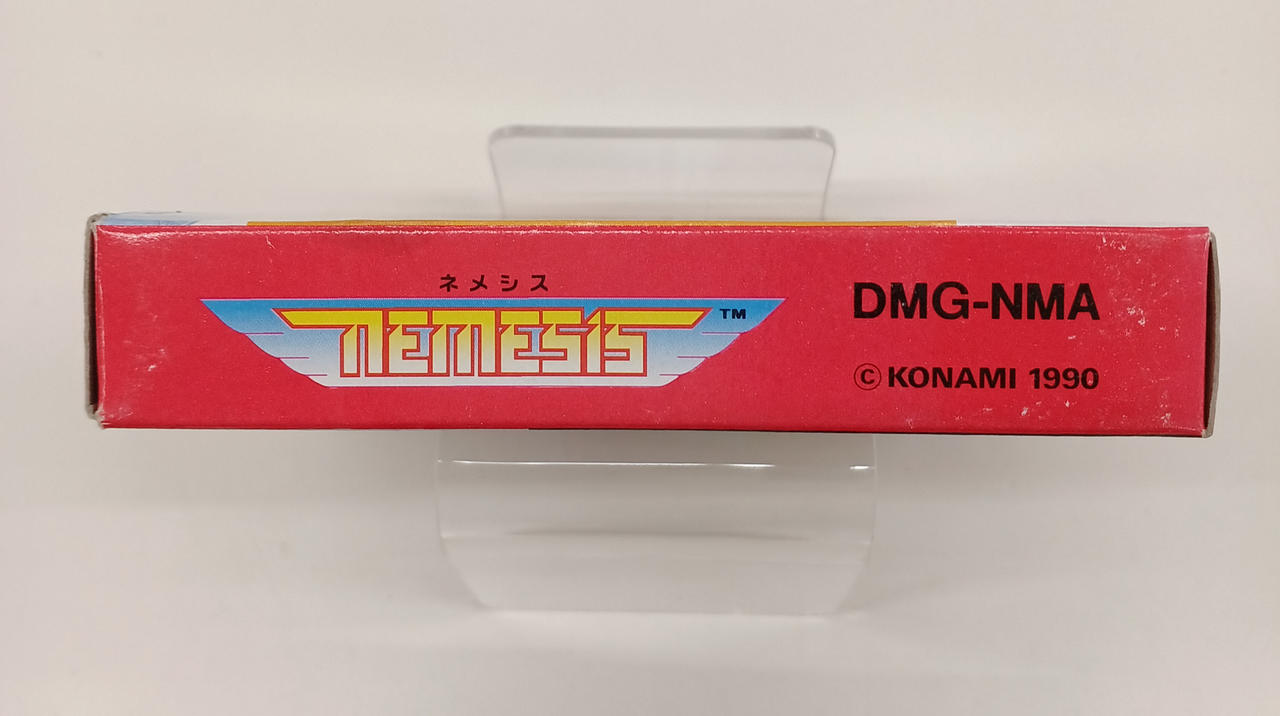 ネメシス
NEMESIS™
DMG-NMA
©KONAMI 1990